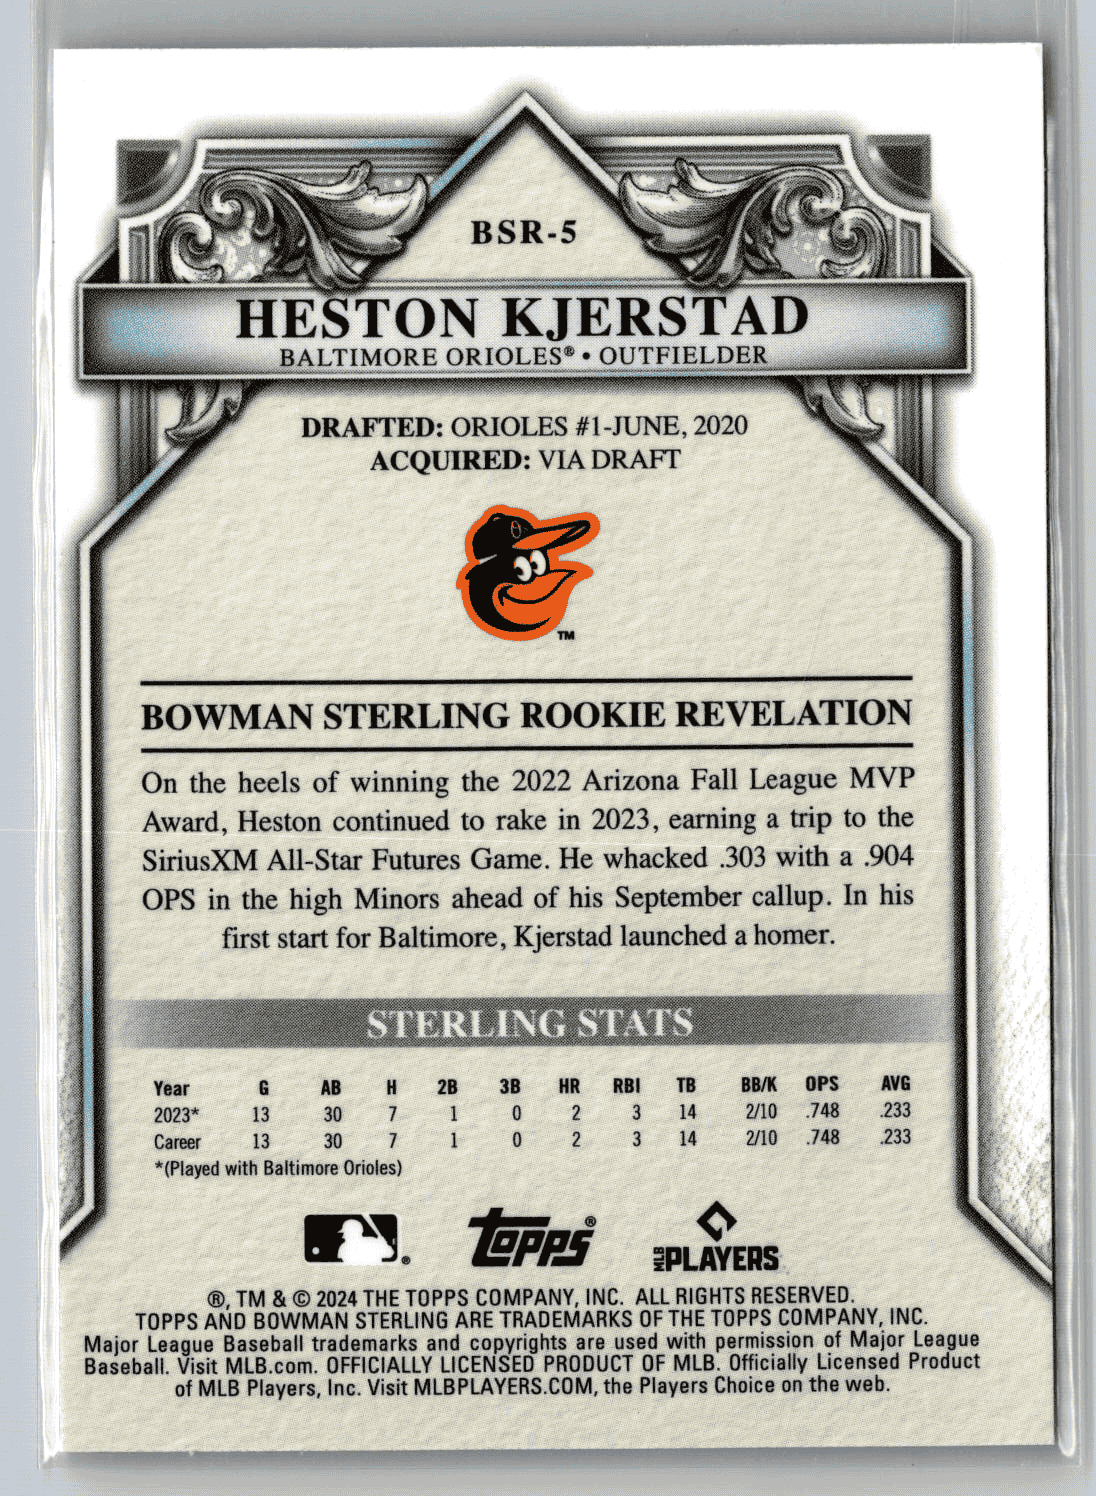 BSR-5
HESTON KJERSTAD
BALTIMORE ORIOLES® • OUTFIELDER
DRAFTED: ORIOLES #1-JUNE, 2020
ACQUIRED: VIA DRAFT
O
TM
BOWMAN STERLING ROOKIE REVELATION
On the heels of winning the 2022 Arizona Fall League MVP
Award, Heston continued to rake in 2023, earning a trip to the
SiriusXM All-Star Futures Game. He whacked .303 with a .904
OPS in the high Minors ahead of his September callup. In his
first start for Baltimore, Kjerstad launched a homer.
STERLING STATS
Year G AB H 2B 3B HR RBI TB BB/K OPS AVG
2023* 13 30 7 1 0 2 3 14 2/10 .748 .233
Career 13 30 7 1 0 2 3 14 2/10 .748 .233
*(Played with Baltimore Orioles)
® topps® MLB PLAYERS
®, TM & © 2024 THE TOPPS COMPANY, INC. ALL RIGHTS RESERVED.
TOPPS AND BOWMAN STERLING ARE TRADEMARKS OF THE TOPPS COMPANY, INC.
Major League Baseball trademarks and copyrights are used with permission of Major League
Baseball. Visit MLB.com. OFFICIALLY LICENSED PRODUCT OF MLB. Officially Licensed Product
of MLB Players, Inc. Visit MLBPLAYERS.COM, the Players Choice on the web.